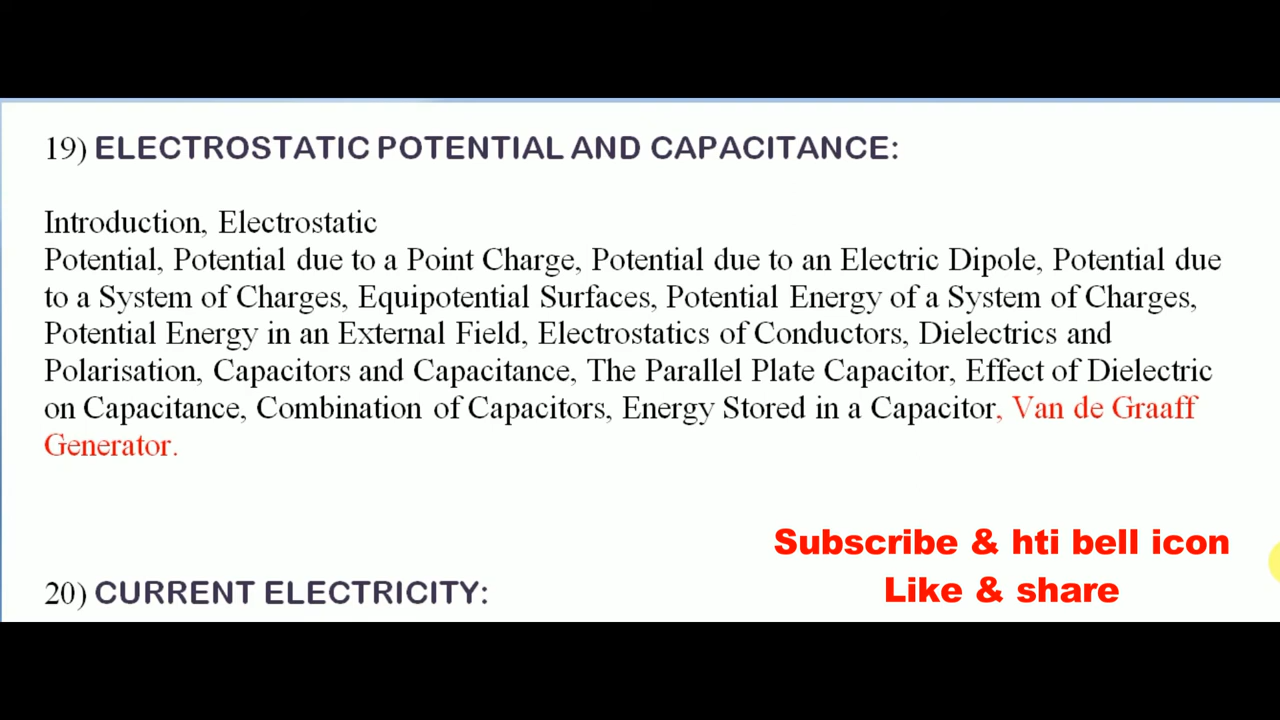 19) ELECTROSTATIC POTENTIAL AND CAPACITANCE:
Introduction, Electrostatic
Potential, Potential due to a Point Charge, Potential due to an Electric Dipole, Potential due
to a System of Charges, Equipotential Surfaces, Potential Energy of a System of Charges,
Potential Energy in an External Field, Electrostatics of Conductors, Dielectrics and
Polarisation, Capacitors and Capacitance, The Parallel Plate Capacitor, Effect of Dielectric
on Capacitance, Combination of Capacitors, Energy Stored in a Capacitor, Van de Graaff
Generator.
Subscribe & hti bell icon
Like & share
20) CURRENT ELECTRICITY: